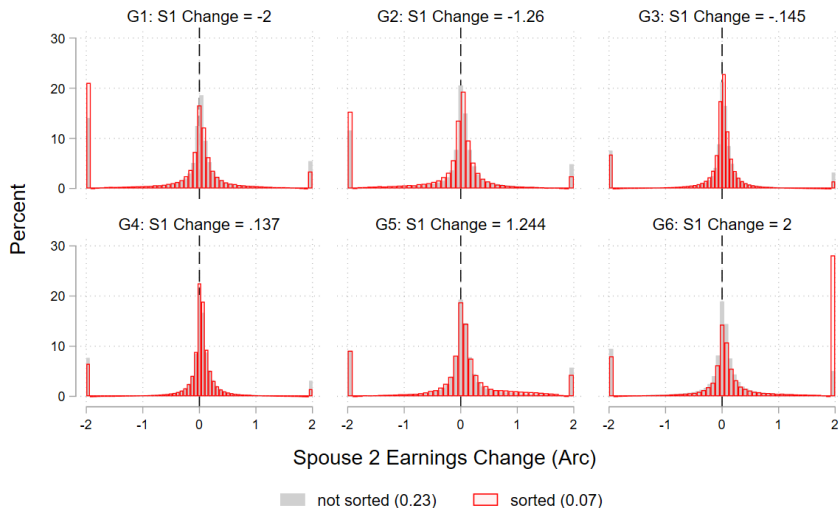 G1: S1 Change = -2
G2: S1 Change = -1.26
G3: S1 Change = -.145
30
20
10
0
G4: S1 Change = .137
G5: S1 Change = 1.244
G6: S1 Change = 2
30
20
10
0
-2 -1 0 1 2
-2 -1 0 1 2
-2 -1 0 1 2
Percent
Spouse 2 Earnings Change (Arc)
not sorted (0.23) sorted (0.07)